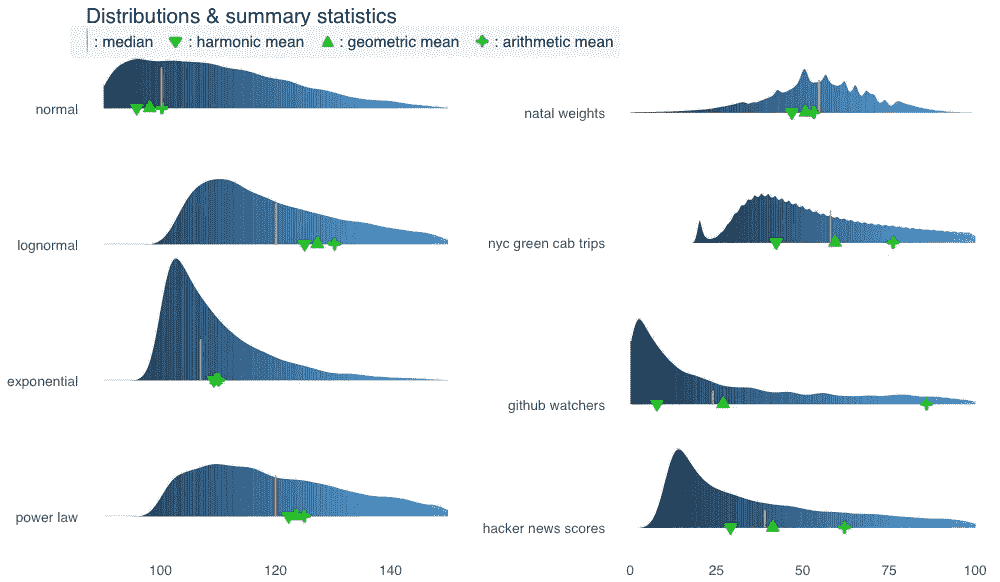 Distributions & summary statistics
: median : harmonic mean : geometric mean : arithmetic mean
normal
lognormal
exponential
power law
100 120 140
natal weights
nyc green cab trips
github watchers
hacker news scores
0 25 50 75 100